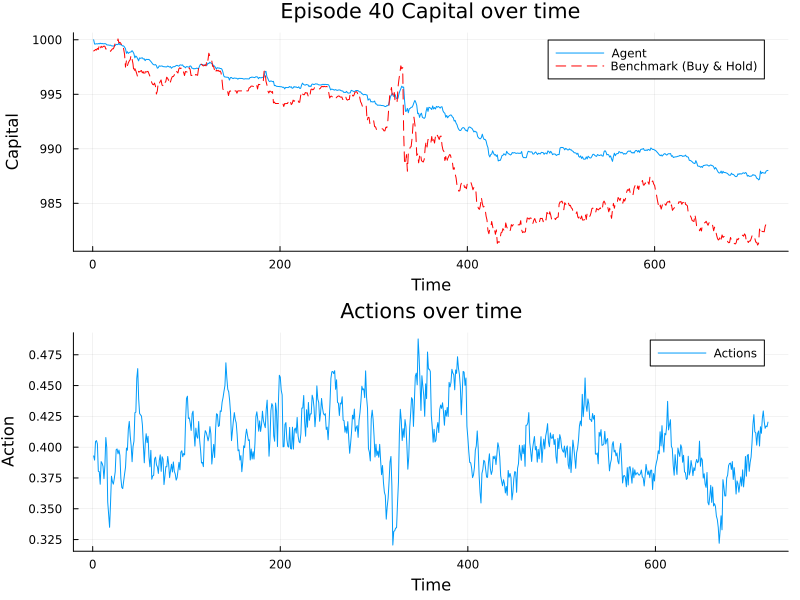 Episode 40 Capital over time
Capital
1000
995
990
985
Agent
Benchmark (Buy & Hold)
0
200
400
600
Time
Actions over time
Action
0.475
0.450
0.425
0.400
0.375
0.350
0.325
Actions
0
200
400
600
Time